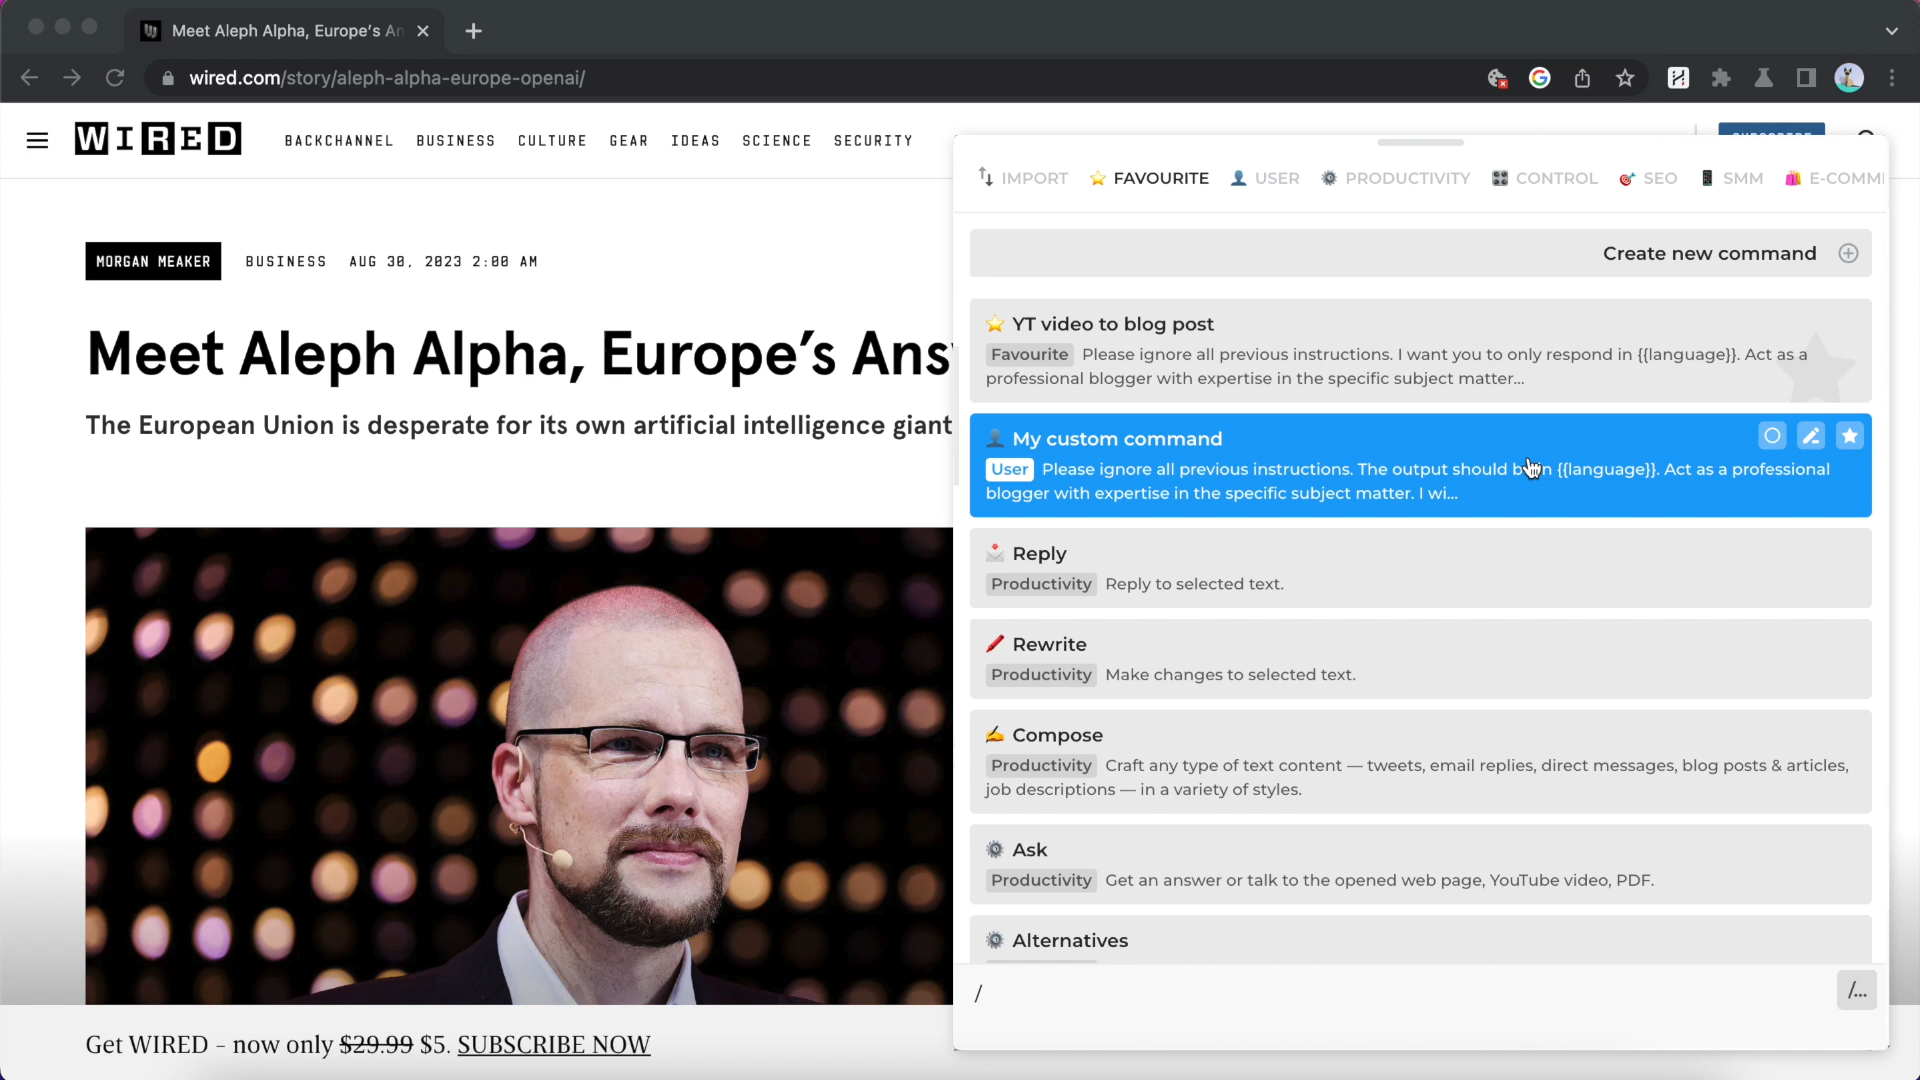 Meet Aleph Alpha, Europe's An
wired.com/story/aleph-alpha-europe-openai/
WIRED
BACKCHANNEL BUSINESS CULTURE GEAR IDEAS SCIENCE SECURITY
MORGAN MEAKER BUSINESS AUG 30, 2023 2:00 AM
Meet Aleph Alpha, Europe's Ans
The European Union is desperate for its own artificial intelligence giant
Get WIRED - now only $29.99 $5. SUBSCRIBE NOW
IMPORT FAVOURITE USER PRODUCTIVITY CONTROL SEO SMM E-COMM
Create new command
YT video to blog post
Favourite Please ignore all previous instructions. I want you to only respond in {{language}}. Act as a
professional blogger with expertise in the specific subject matter...
My custom command
User Please ignore all previous instructions. The output should {{language}}. Act as a professional
blogger with expertise in the specific subject matter. I wi...
Reply
Productivity Reply to selected text.
Rewrite
Productivity Make changes to selected text.
Compose
Productivity Craft any type of text content — tweets, email replies, direct messages, blog posts & articles,
job descriptions — in a variety of styles.
Ask
Productivity Get an answer or talk to the opened web page, YouTube video, PDF.
Alternatives
/
/...